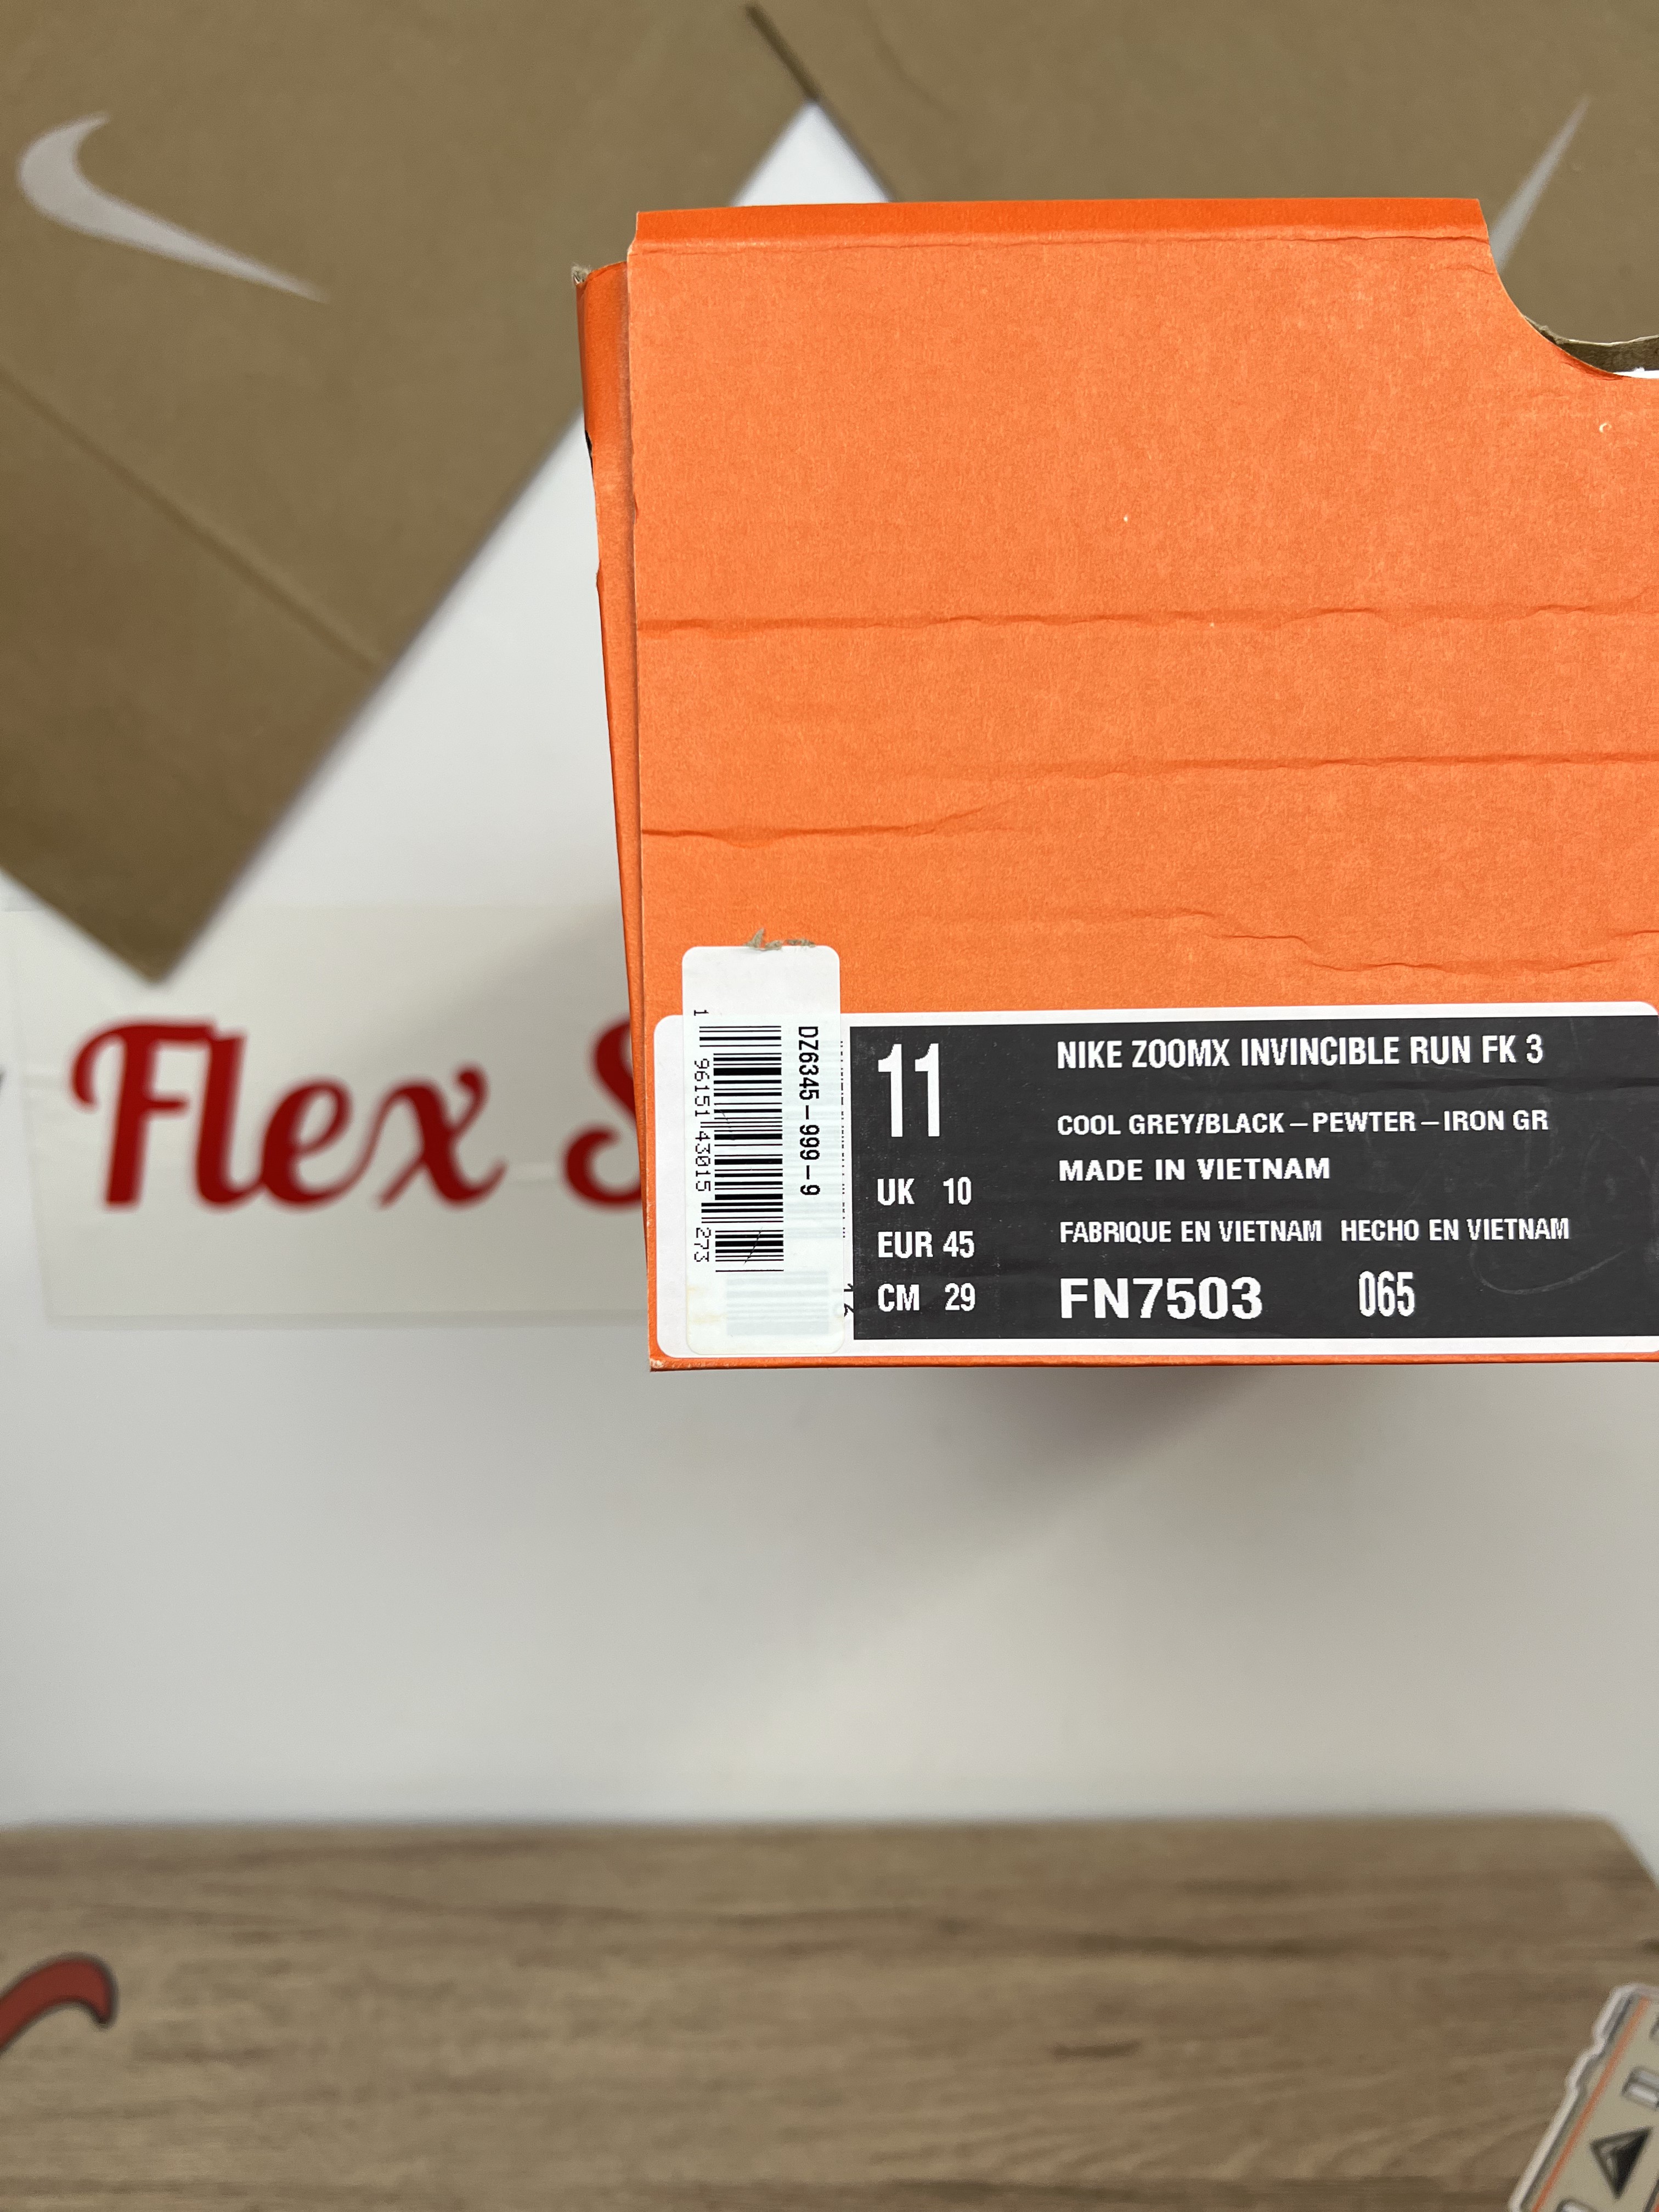 Flex S
DZ6345-999-9
1 96151 43015 273
11
UK 10
EUR 45
CM 29
NIKE ZOOMX INVINCIBLE RUN FK 3
COOL GREY/BLACK-PEWTER-IRON GR
MADE IN VIETNAM
FABRIQUE EN VIETNAM HECHO EN VIETNAM
FN7503 065